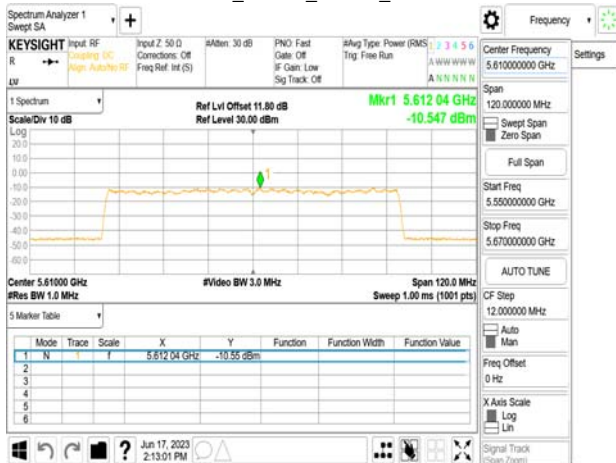 Spectrum Analyzer 1
Swept SA
Frequency
KEYSIGHT
Input: RF
Coupling: DC
Align: Auto/No RF
Input Z: 50 Ω
Corrections: Off
Freq Ref: Int (S)
#Atten: 30 dB
PNO: Fast
Gate: Off
IF Gain: Low
Sig Track: Off
#Avg Type: Power (RMS
Trig: Free Run
1 2 3 4 5 6
A W W W W W
A N N N N N
Settings
Center Frequency
5.610000000 GHz
Span
120.000000 MHz
Swept Span
Zero Span
Full Span
Start Freq
5.550000000 GHz
Stop Freq
5.670000000 GHz
AUTO TUNE
CF Step
12.000000 MHz
Auto
Man
Freq Offset
0 Hz
X Axis Scale
Log
Lin
Signal Track
(Span Zoom)
1 Spectrum
Scale/Div 10 dB
Ref Lvl Offset 11.80 dB
Ref Level 30.00 dBm
Mkr1 5.612 04 GHz
-10.547 dBm
Log
20.0
10.0
0.00
-10.0
-20.0
-30.0
-40.0
-50.0
-60.0
1
Center 5.61000 GHz
#Res BW 1.0 MHz
#Video BW 3.0 MHz
Span 120.0 MHz
Sweep 1.00 ms (1001 pts)
5 Marker Table
Mode Trace Scale X Y Function Function Width Function Value
1 N 1 f 5.612 04 GHz -10.55 dBm
2
3
4
5
6
Jun 17, 2023
2:13:01 PM